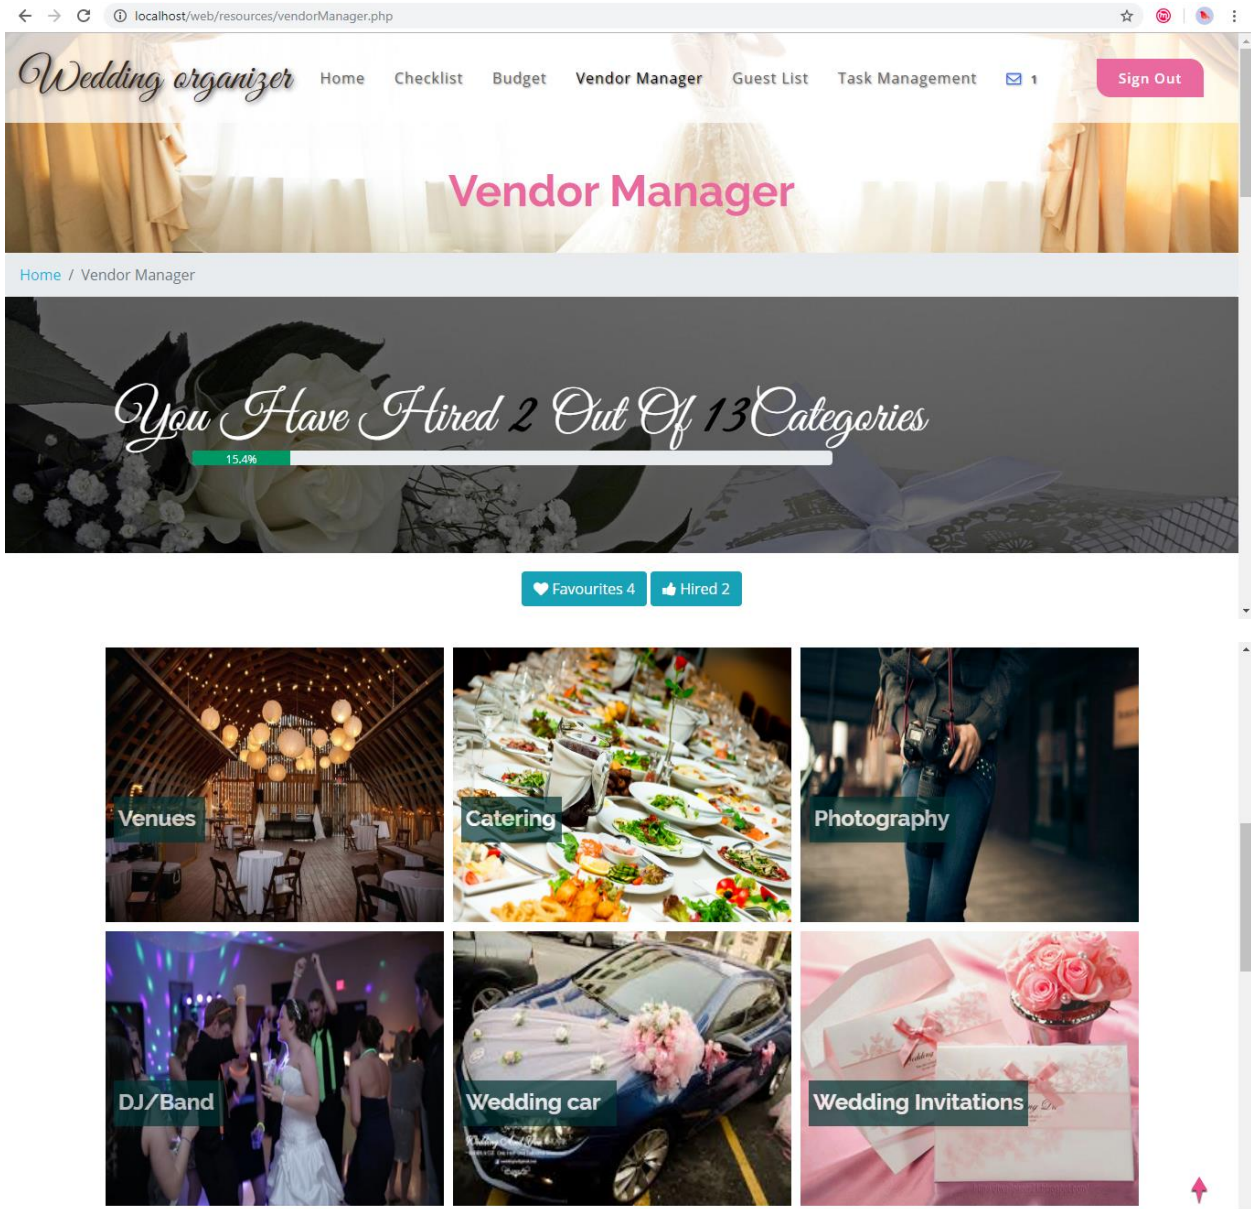 localhost/web/resources/vendorManager.php
Wedding organizer Home Checklist Budget Vendor Manager Guest List Task Management 1 Sign Out
Vendor Manager
Home / Vendor Manager
You Have Hired 2 Out Of 13 Categories
15.4%
Favourites 4 Hired 2
Venues Catering Photography
DJ/Band Wedding car Wedding Invitations